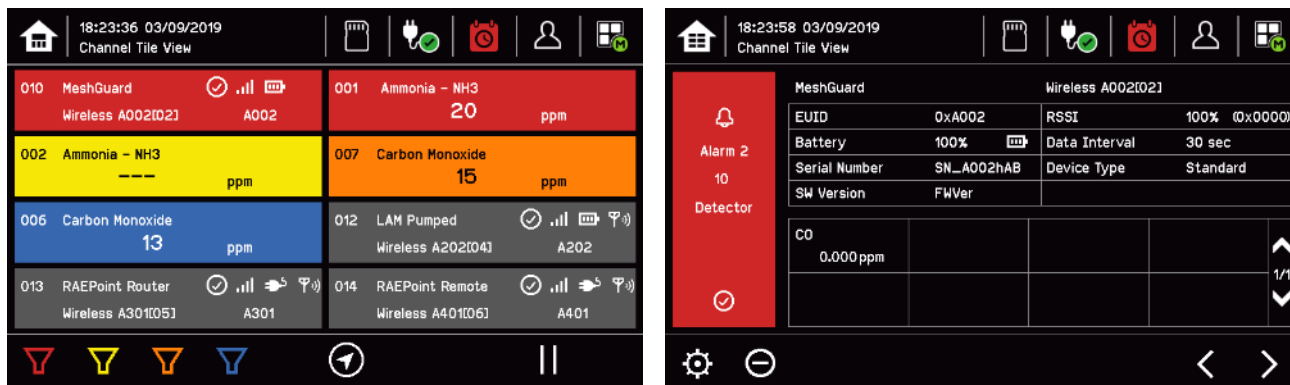 18:23:36 03/09/2019
Channel Tile View
M
010 MeshGuard
Wireless A002[02] A002
001 Ammonia - NH3
20 ppm
002 Ammonia - NH3
--- ppm
007 Carbon Monoxide
15 ppm
006 Carbon Monoxide
13 ppm
012 LAM Pumped
Wireless A202[04] A202
013 RAEPoint Router
Wireless A301[05] A301
014 RAEPoint Remote
Wireless A401[06] A401
18:23:58 03/09/2019
Channel Tile View
M
Alarm 2
10
Detector
MeshGuard Wireless A002[02]
EUID 0xA002 RSSI 100% (0x0000)
Battery 100% Data Interval 30 sec
Serial Number SN_A002hAB Device Type Standard
SW Version FWVer
CO
0.000 ppm
1/1